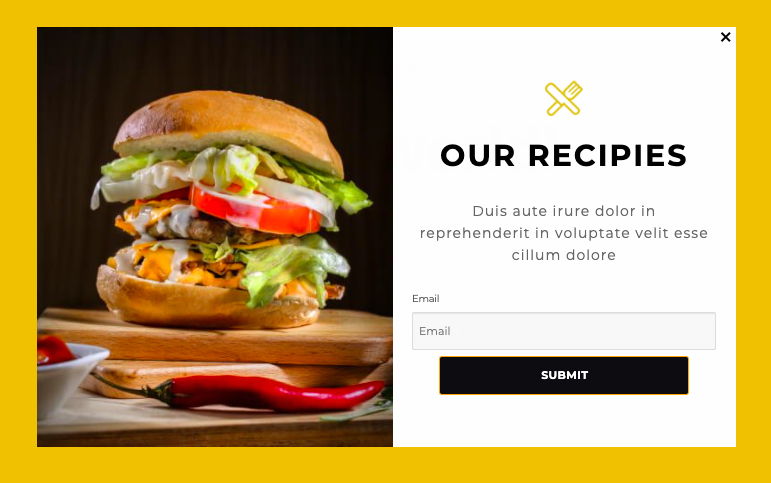 ×
OUR RECIPIES
Duis aute irure dolor in
reprehenderit in voluptate velit esse
cillum dolore
Email
Email
SUBMIT